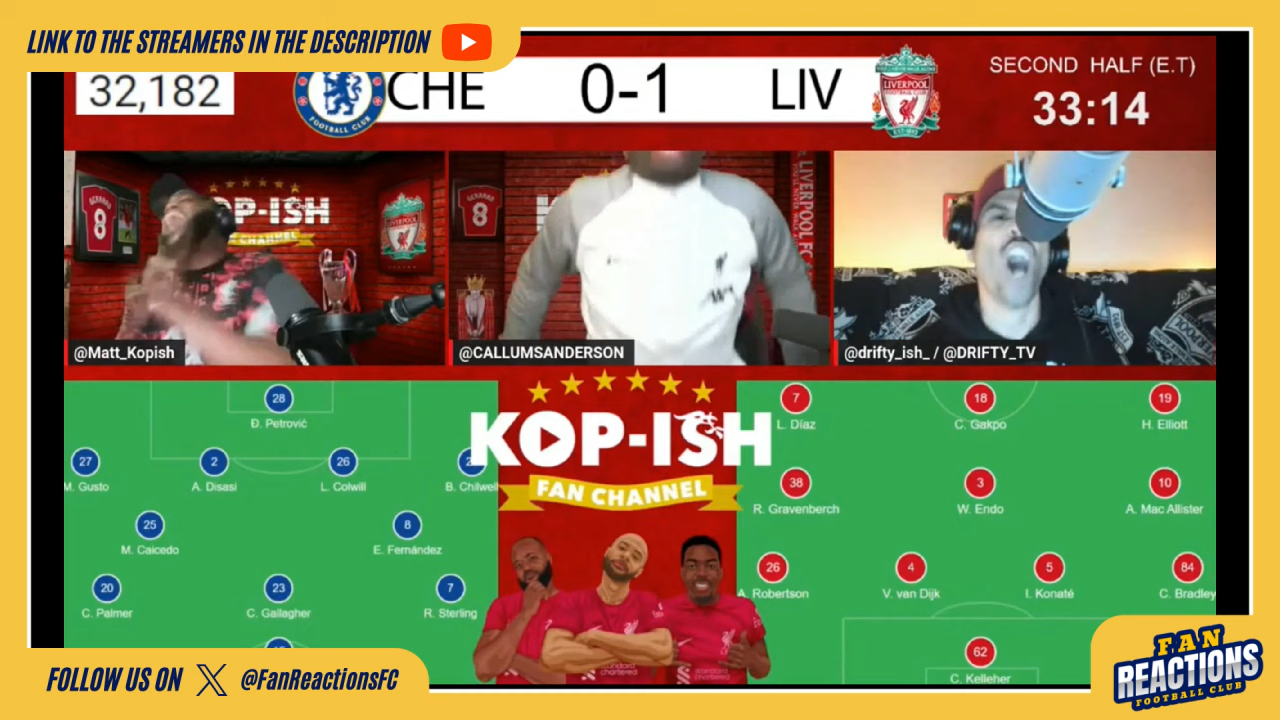 LINK TO THE STREAMERS IN THE DESCRIPTION
32,182
CHE 0-1 LIV
SECOND HALF (E.T)
33:14
KOP-ISH
@Matt_Kopish
@CALLUMSANDERSON
LIVERPOOL FC
@drifty_ish_ / @DRIFTY_TV
28
Đ. Petrović
27
M. Gusto
2
A. Disasi
26
L. Colwill
B. Chilwell
25
M. Caicedo
8
E. Fernández
20
C. Palmer
23
C. Gallagher
7
R. Sterling
KOP-ISH
FAN CHANNEL
7
L. Díaz
18
C. Gakpo
19
H. Elliott
38
R. Gravenberch
3
W. Endo
10
A. Mac Allister
26
A. Robertson
4
V. van Dijk
5
I. Konaté
84
C. Bradley
62
C. Kelleher
FOLLOW US ON X @FanReactionsFC
FAN
REACTIONS
FOOTBALL CLUB